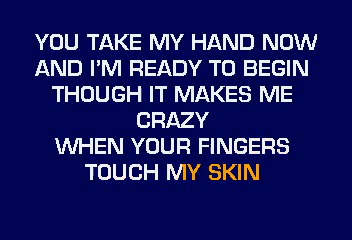 YOU TAKE MY HAND NOW
AND I'M READY TO BEGIN
THOUGH IT MAKES ME
CRAZY
WHEN YOUR FINGERS
TOUCH MY SKIN